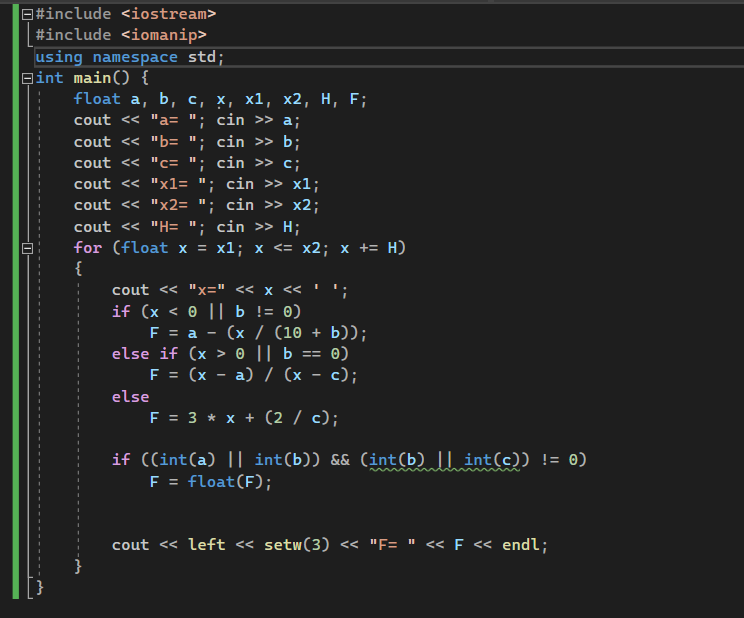 #include <iostream>
#include <iomanip>
using namespace std;
int main() {
    float a, b, c, x, x1, x2, H, F;
    cout << "a= "; cin >> a;
    cout << "b= "; cin >> b;
    cout << "c= "; cin >> c;
    cout << "x1= "; cin >> x1;
    cout << "x2= "; cin >> x2;
    cout << "H= "; cin >> H;
    for (float x = x1; x <= x2; x += H)
    {
        cout << "x=" << x << ' ';
        if (x < 0 || b != 0)
            F = a - (x / (10 + b));
        else if (x > 0 || b == 0)
            F = (x - a) / (x - c);
        else
            F = 3 * x + (2 / c);

        if ((int(a) || int(b)) && (int(b) || int(c)) != 0)
            F = float(F);


        cout << left << setw(3) << "F= " << F << endl;
    }
}